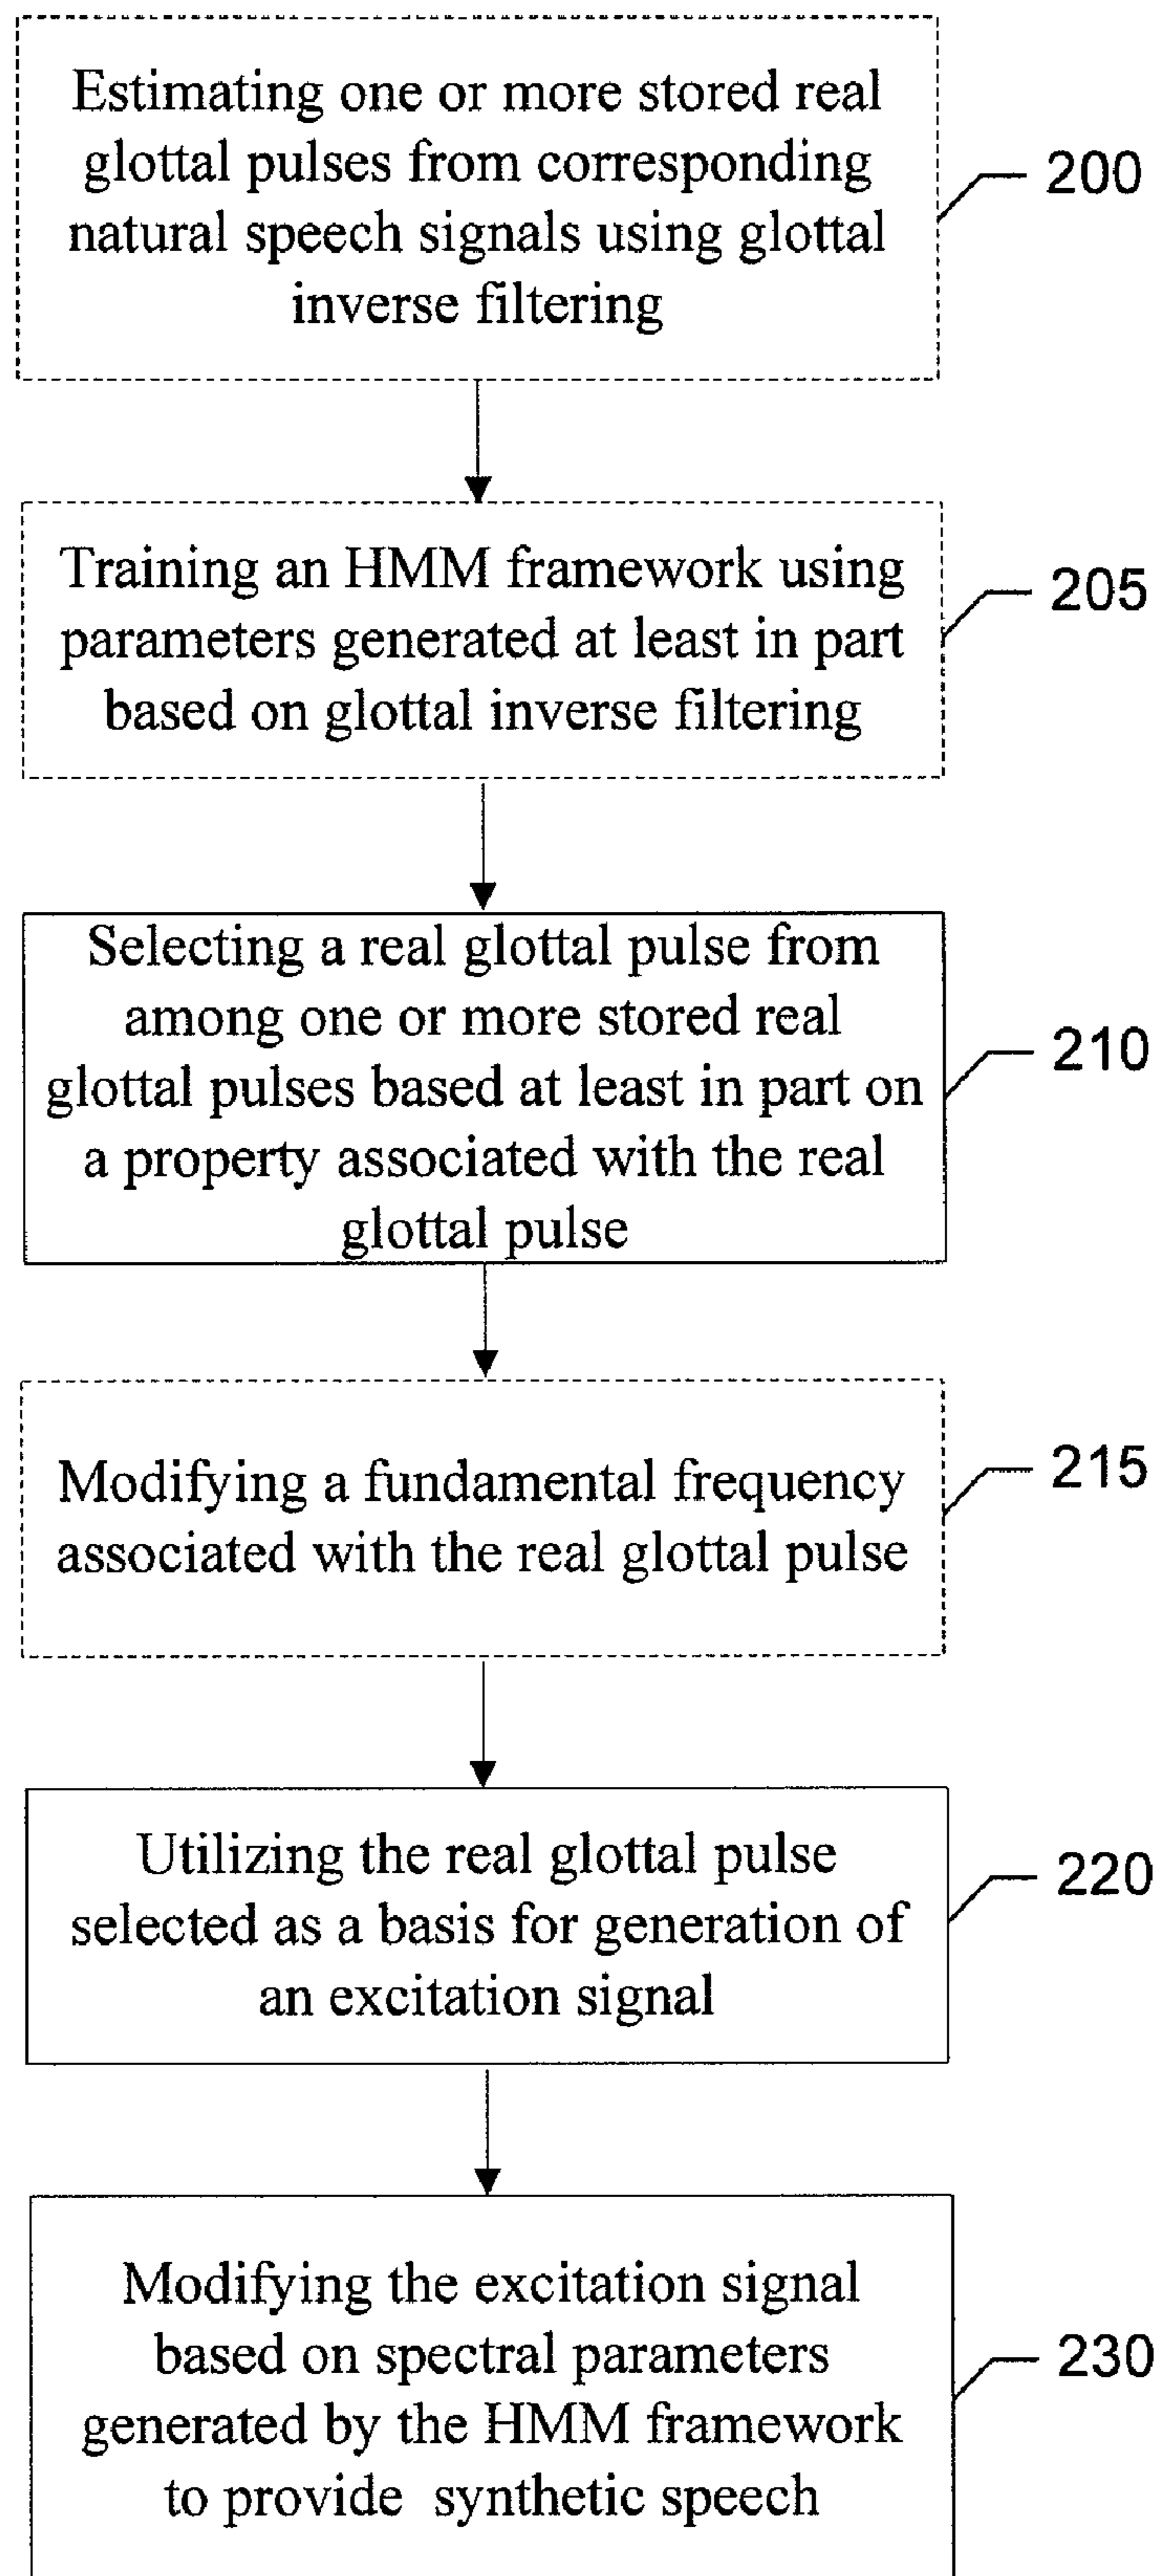 Estimating one or more stored real
glottal pulses from corresponding
natural speech signals using glottal
inverse filtering
200
Training an HMM framework using
parameters generated at least in part
based on glottal inverse filtering
205
Selecting a real glottal pulse from
among one or more stored real
glottal pulses based at least in part on
a property associated with the real
glottal pulse
210
Modifying a fundamental frequency
associated with the real glottal pulse
215
Utilizing the real glottal pulse
selected as a basis for generation of
an excitation signal
220
Modifying the excitation signal
based on spectral parameters
generated by the HMM framework
to provide synthetic speech
230